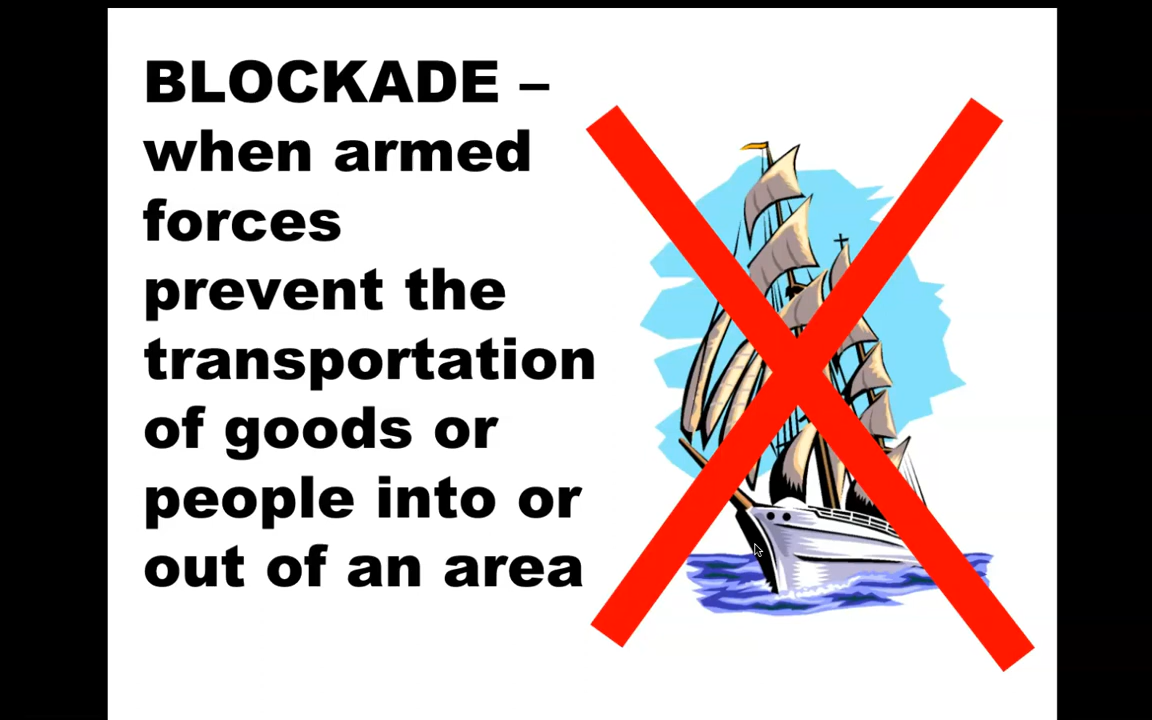 BLOCKADE –
when armed
forces
prevent the
transportation
of goods or
people into or
out of an area